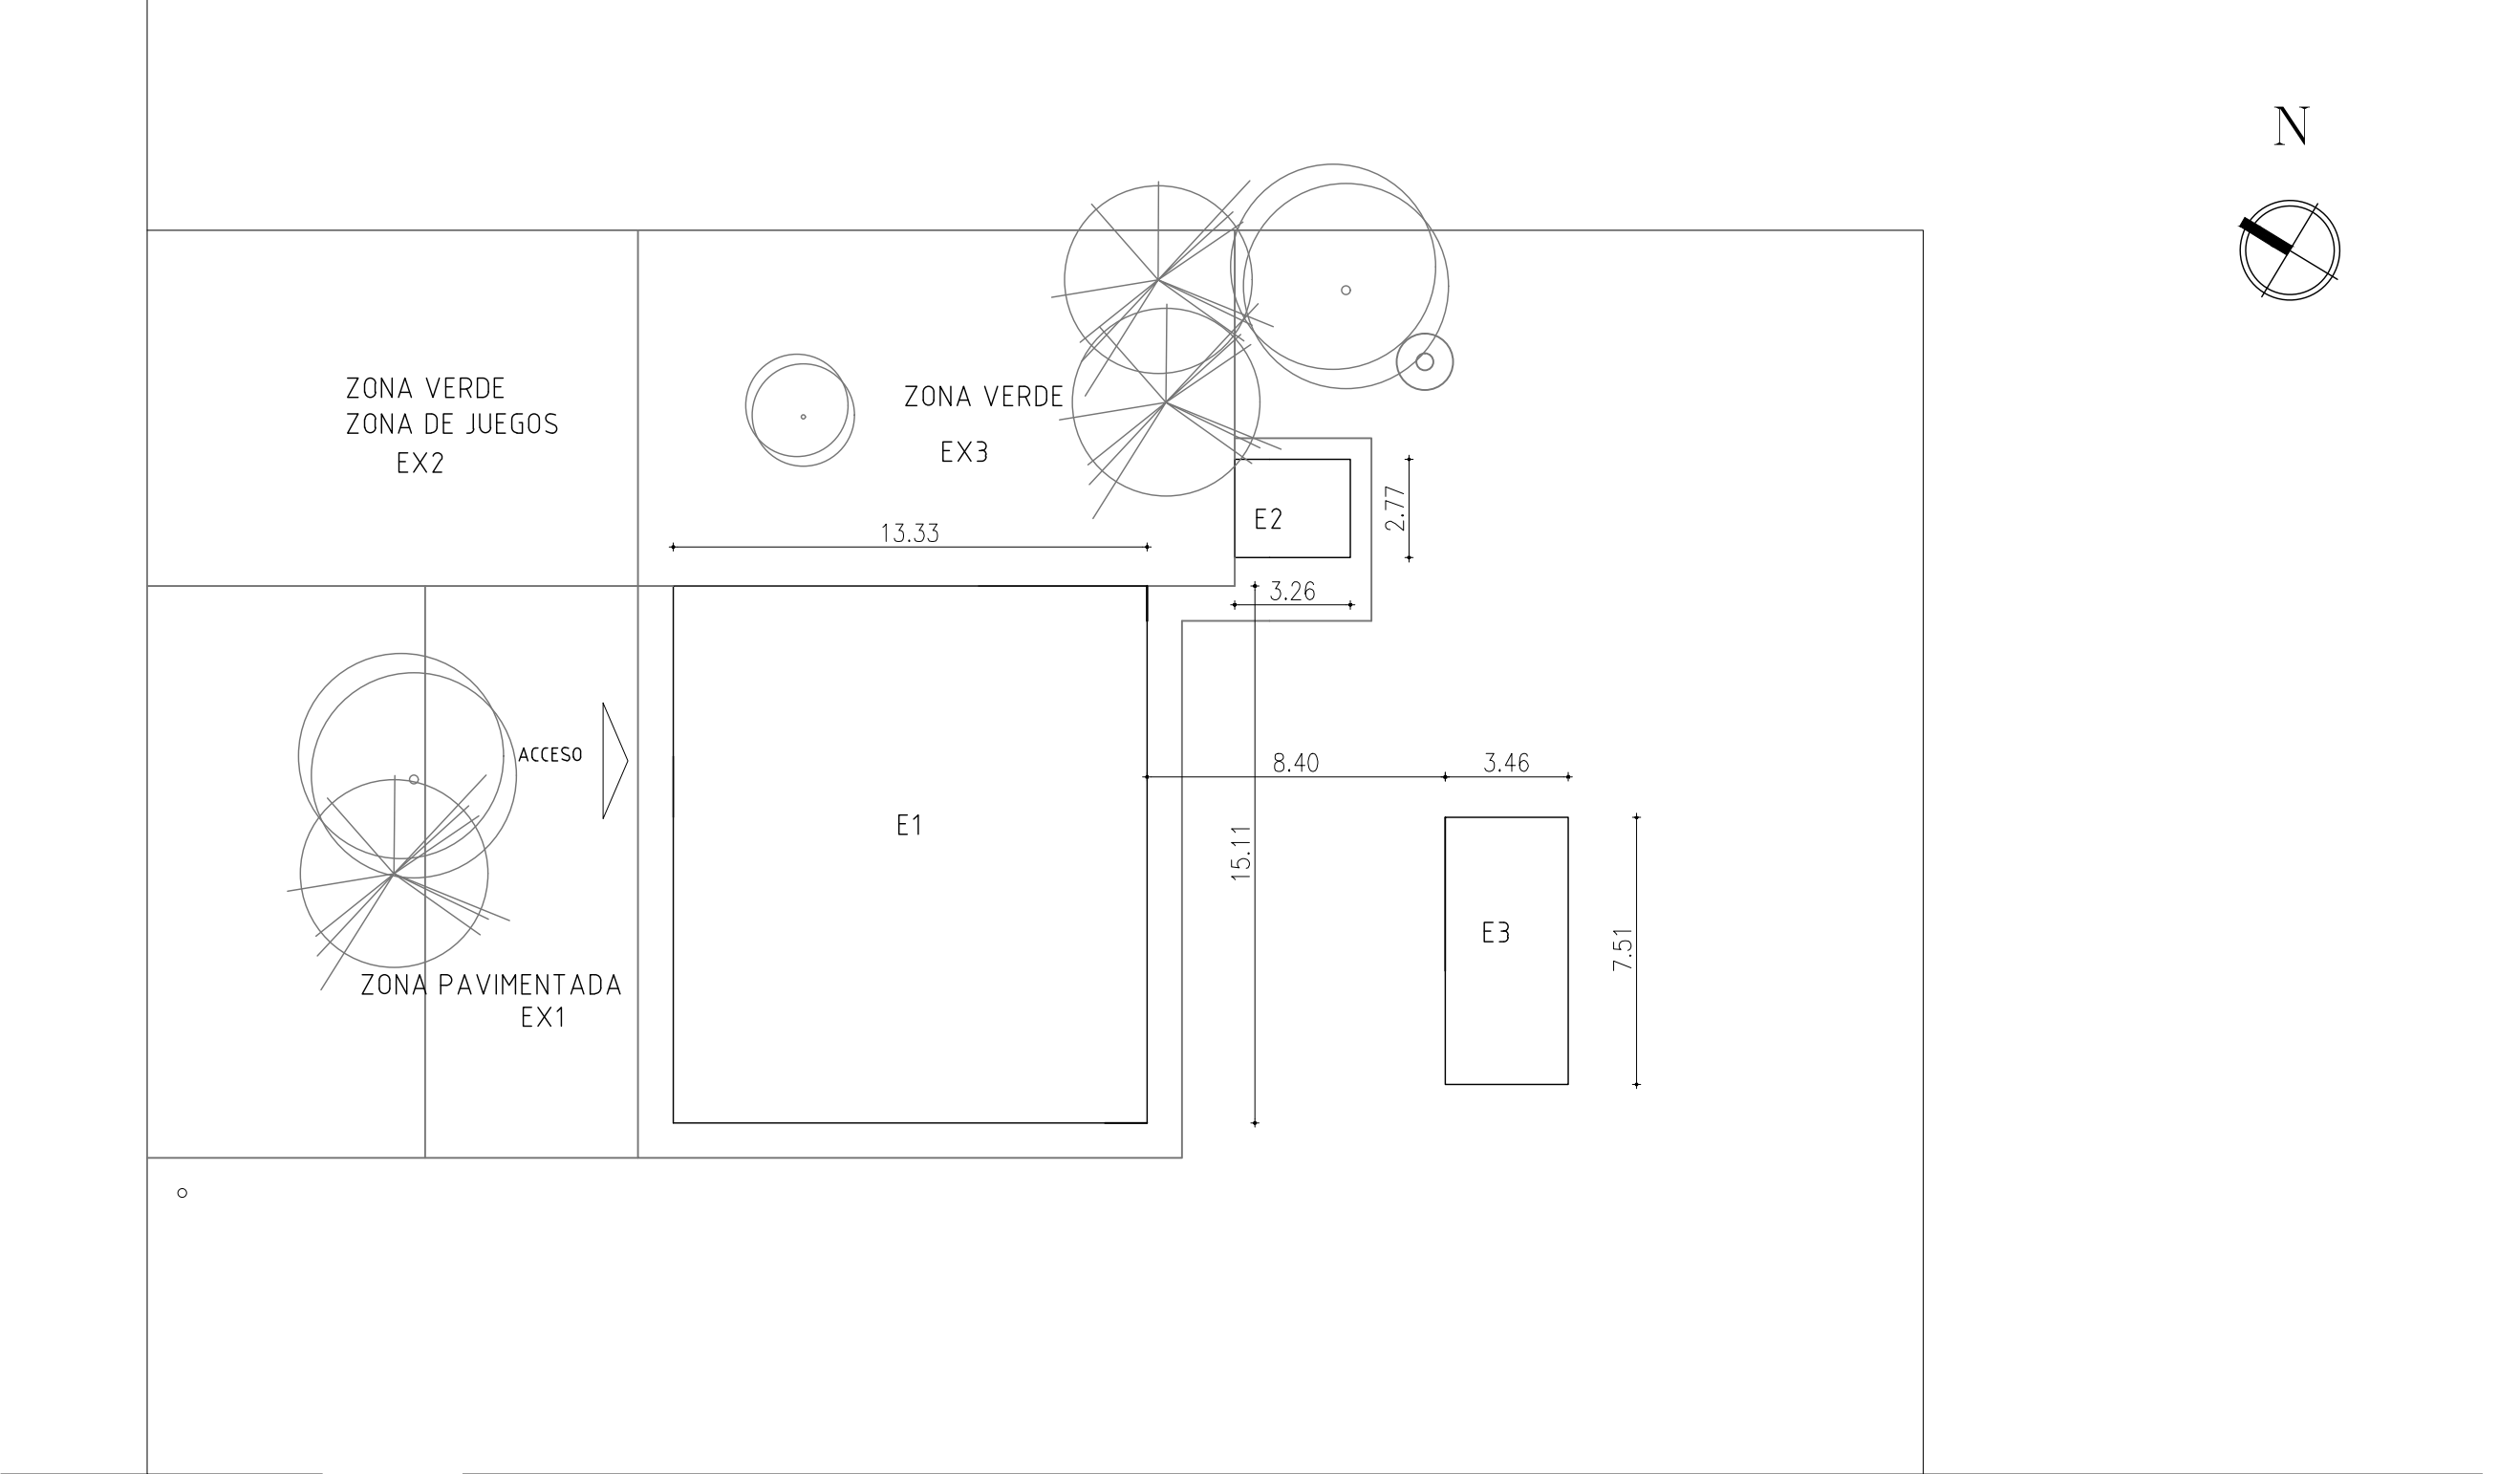 N
ZONA VERDE
ZONA DE JUEGOS
EX2
ZONA VERDE
EX3
13.33
E2
2.77
3.26
ACCESO
E1
15.11
8.40
3.46
E3
7.51
ZONA PAVIMENTADA
EX1